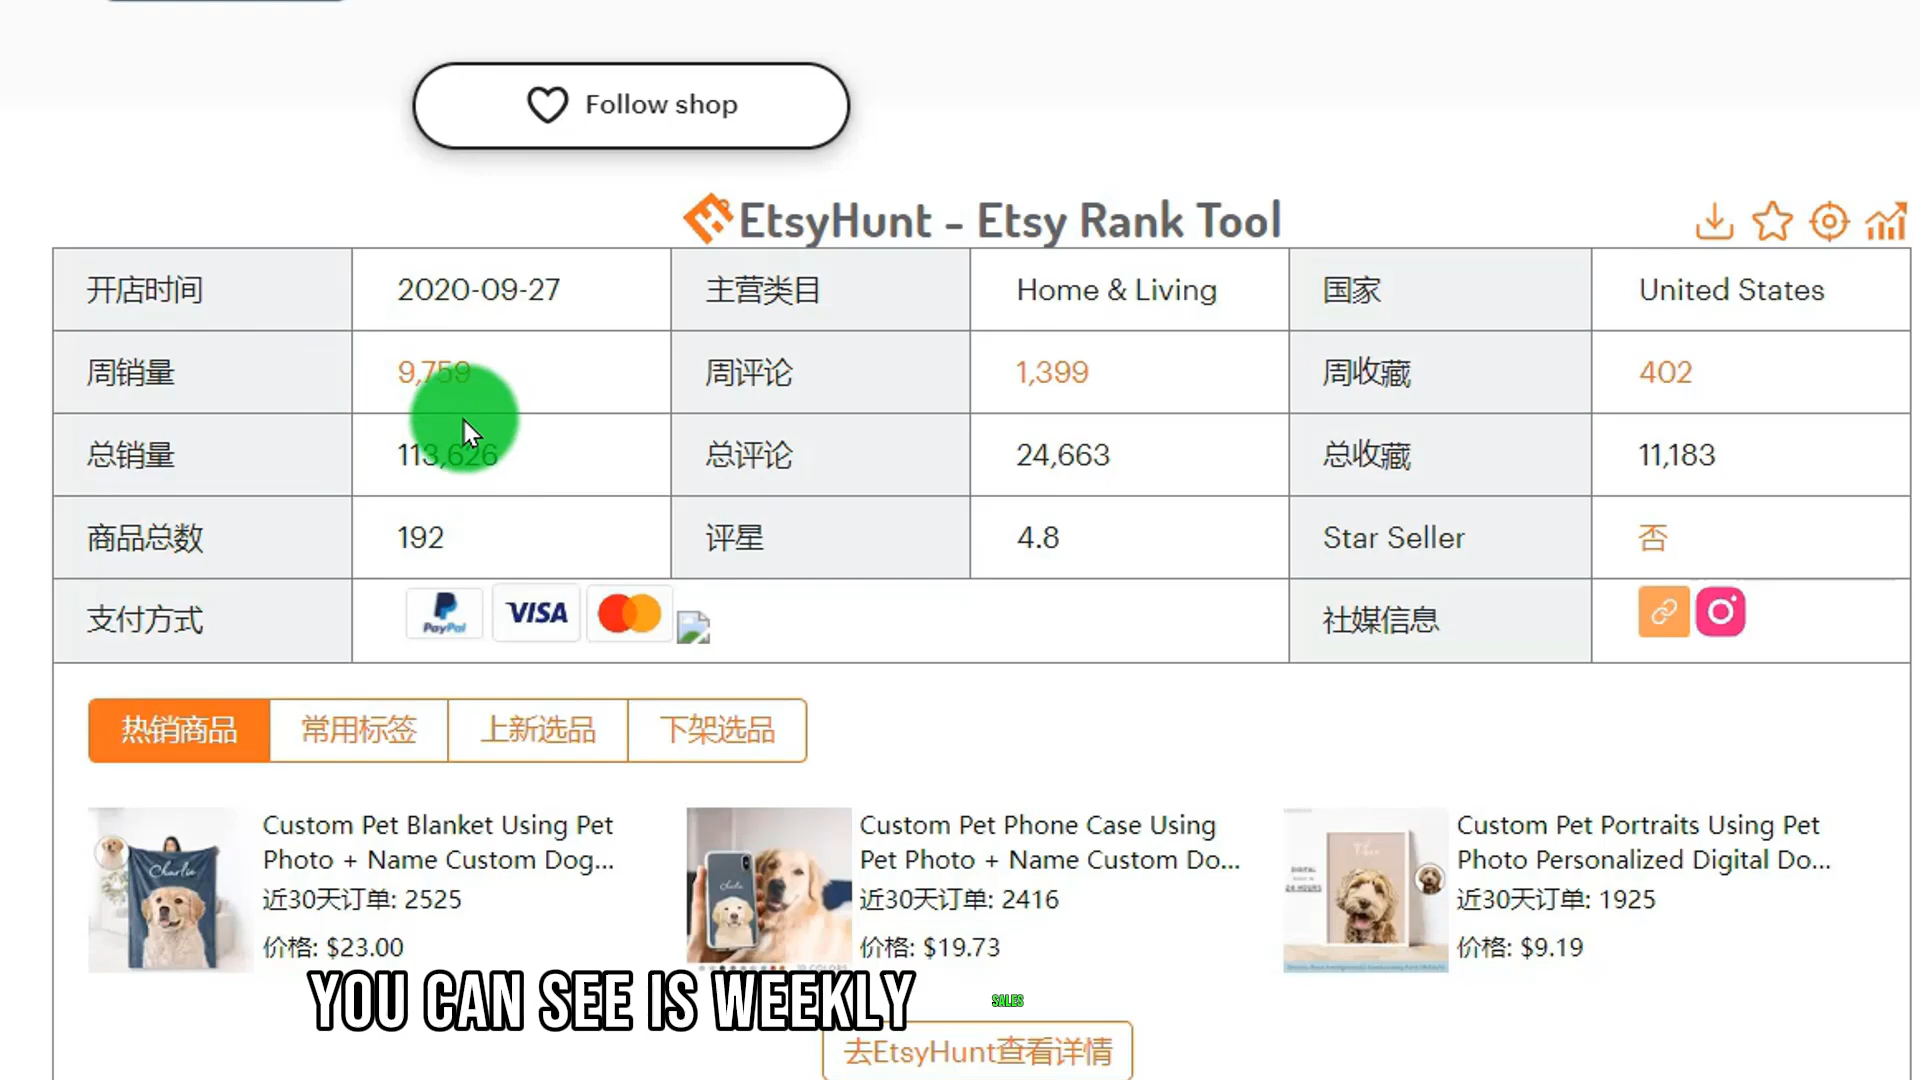 Follow shop
EtsyHunt - Etsy Rank Tool
开店时间 2020-09-27 主营类目 Home & Living 国家 United States
周销量 9,759 周评论 1,399 周收藏 402
总销量 113,626 总评论 24,663 总收藏 11,183
商品总数 192 评星 4.8 Star Seller 否
支付方式 PayPal VISA 社媒信息
热销商品 常用标签 上新选品 下架选品
Custom Pet Blanket Using Pet
Photo + Name Custom Dog...
近30天订单: 2525
价格: $23.00
Custom Pet Phone Case Using
Pet Photo + Name Custom Do...
近30天订单: 2416
价格: $19.73
Custom Pet Portraits Using Pet
Photo Personalized Digital Do...
近30天订单: 1925
价格: $9.19
Charlie
YOU CAN SEE IS WEEKLY SALES
去EtsyHunt查看详情